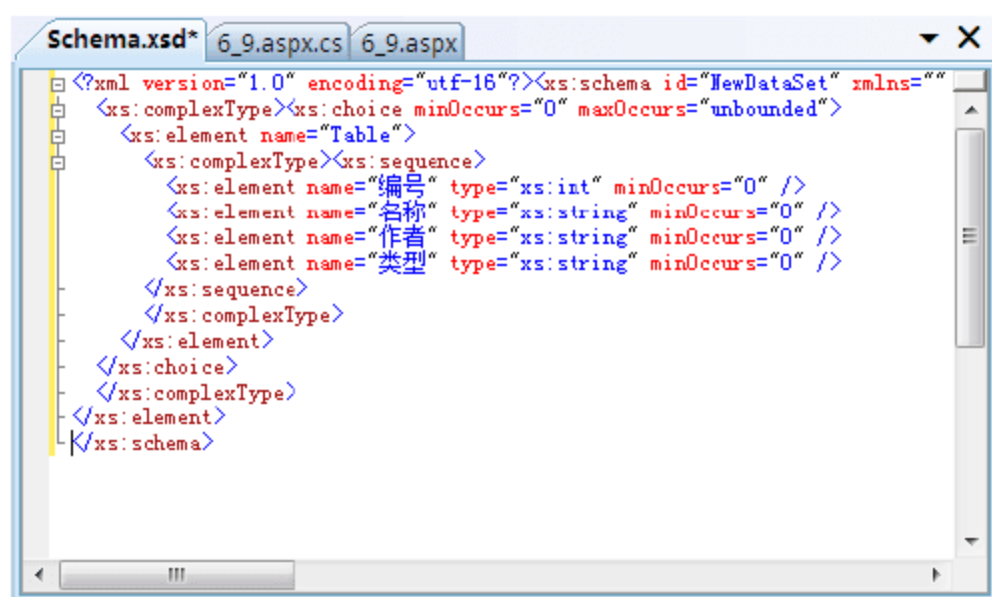 Schema.xsd* 6_9.aspx.cs 6_9.aspx
<?xml version="1.0" encoding="utf-16"?><xs:schema id="NewDataSet" xmlns=""
<xs:complexType><xs:choice minOccurs="0" maxOccurs="unbounded">
<xs:element name="Table">
<xs:complexType><xs:sequence>
<xs:element name="编号" type="xs:int" minOccurs="0" />
<xs:element name="名称" type="xs:string" minOccurs="0" />
<xs:element name="作者" type="xs:string" minOccurs="0" />
<xs:element name="类型" type="xs:string" minOccurs="0" />
</xs:sequence>
</xs:complexType>
</xs:element>
</xs:choice>
</xs:complexType>
</xs:element>
</xs:schema>